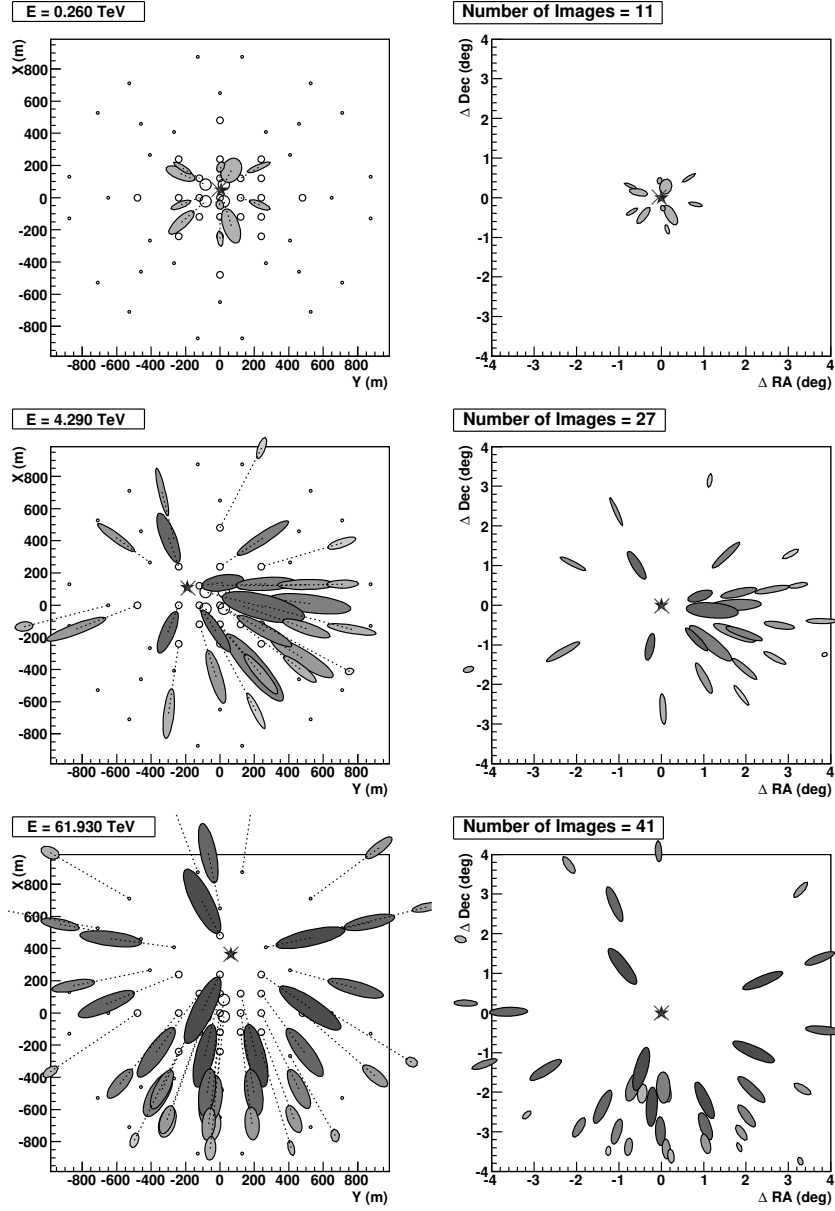 E = 0.260 TeV
Number of Images = 11
X (m)
800
600
400
200
0
-200
-400
-600
-800
-800 -600 -400 -200 0 200 400 600 800
Y (m)
Δ Dec (deg)
4
3
2
1
0
-1
-2
-3
-4
-4 -3 -2 -1 0 1 2 3 4
Δ RA (deg)
E = 4.290 TeV
Number of Images = 27
X (m)
800
600
400
200
0
-200
-400
-600
-800
-800 -600 -400 -200 0 200 400 600 800
Y (m)
Δ Dec (deg)
4
3
2
1
0
-1
-2
-3
-4
-4 -3 -2 -1 0 1 2 3 4
Δ RA (deg)
E = 61.930 TeV
Number of Images = 41
X (m)
800
600
400
200
0
-200
-400
-600
-800
-800 -600 -400 -200 0 200 400 600 800
Y (m)
Δ Dec (deg)
4
3
2
1
0
-1
-2
-3
-4
-4 -3 -2 -1 0 1 2 3 4
Δ RA (deg)